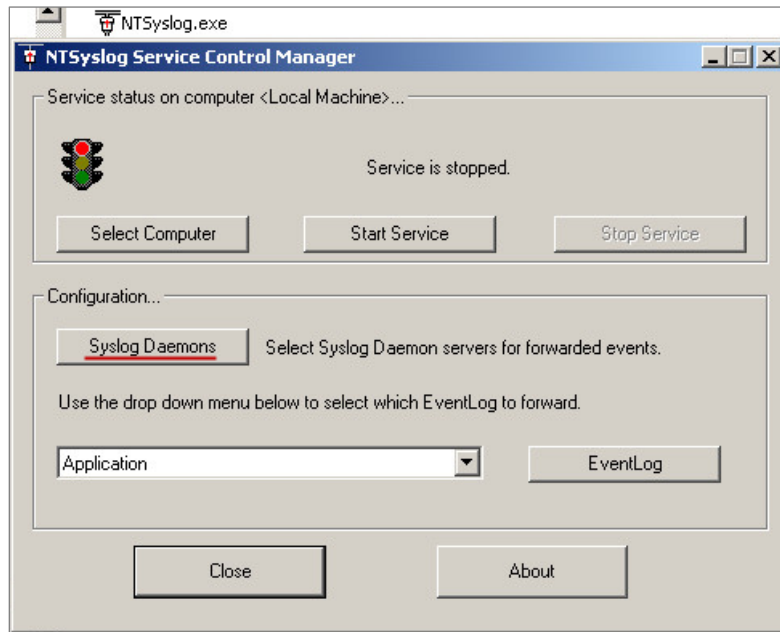 NTSyslog.exe
NTSyslog Service Control Manager
Service status on computer <Local Machine>...
Service is stopped.
Select Computer
Start Service
Stop Service
Configuration...
Syslog Daemons
Select Syslog Daemon servers for forwarded events.
Use the drop down menu below to select which EventLog to forward.
Application
EventLog
Close
About